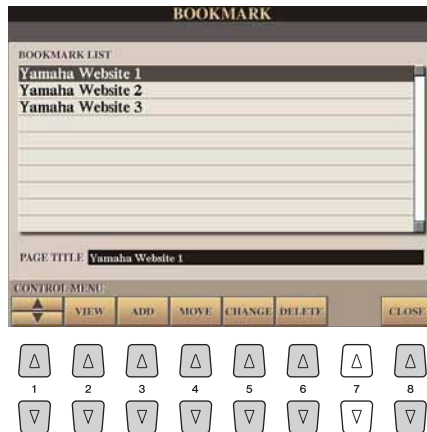 BOOKMARK
BOOKMARK LIST
Yamaha Website 1
Yamaha Website 2
Yamaha Website 3
PAGE TITLE Yamaha Website 1
CONTROL MENU
VIEW ADD MOVE CHANGE DELETE CLOSE
1 2 3 4 5 6 7 8